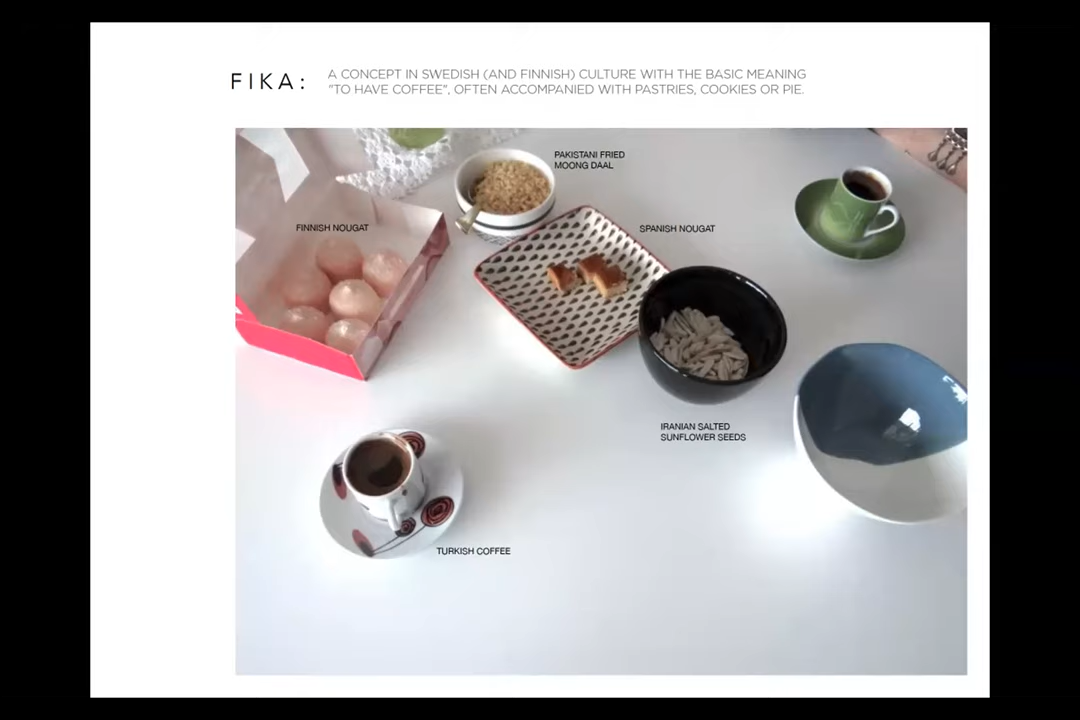 FIKA:
A CONCEPT IN SWEDISH (AND FINNISH) CULTURE WITH THE BASIC MEANING
"TO HAVE COFFEE", OFTEN ACCOMPANIED WITH PASTRIES, COOKIES OR PIE.
PAKISTANI FRIED
MOONG DAAL
FINNISH NOUGAT
SPANISH NOUGAT
IRANIAN SALTED
SUNFLOWER SEEDS
TURKISH COFFEE